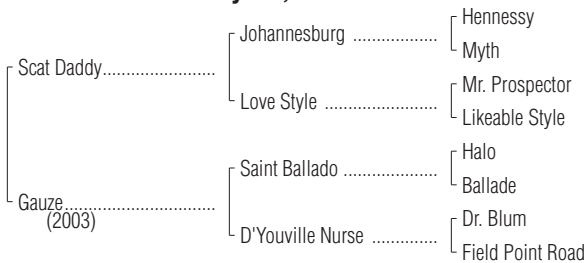 Hennessy
Johannesburg ..................
Myth
Scat Daddy........................
Mr. Prospector
Love Style ........................
Likeable Style
Halo
Saint Ballado ....................
Ballade
Gauze................................
(2003)
Dr. Blum
D'Youville Nurse ..............
Field Point Road